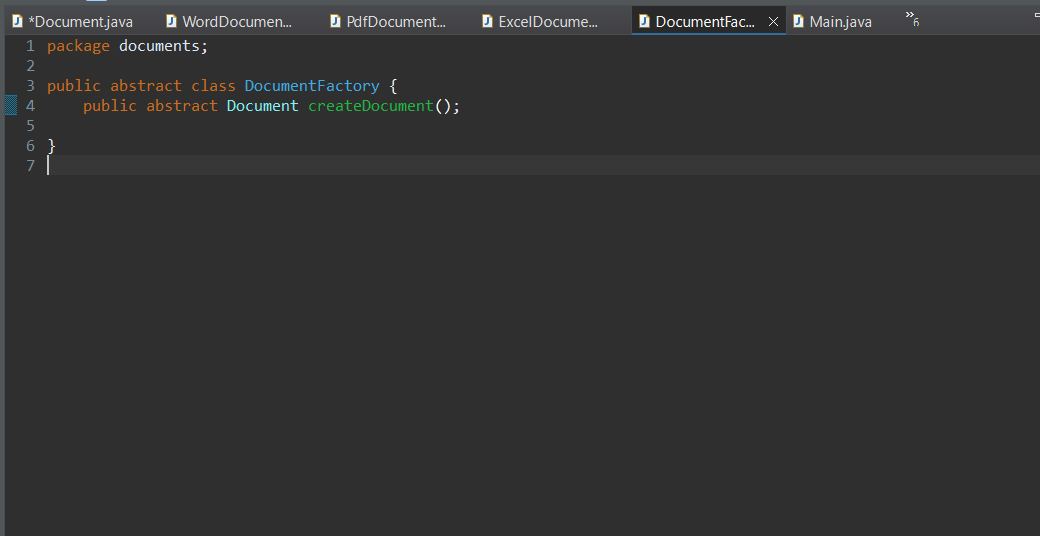 *Document.java WordDocumen... PdfDocument... ExcelDocume... DocumentFac... Main.java »6
1 package documents;
2
3 public abstract class DocumentFactory {
4     public abstract Document createDocument();
5
6 }
7